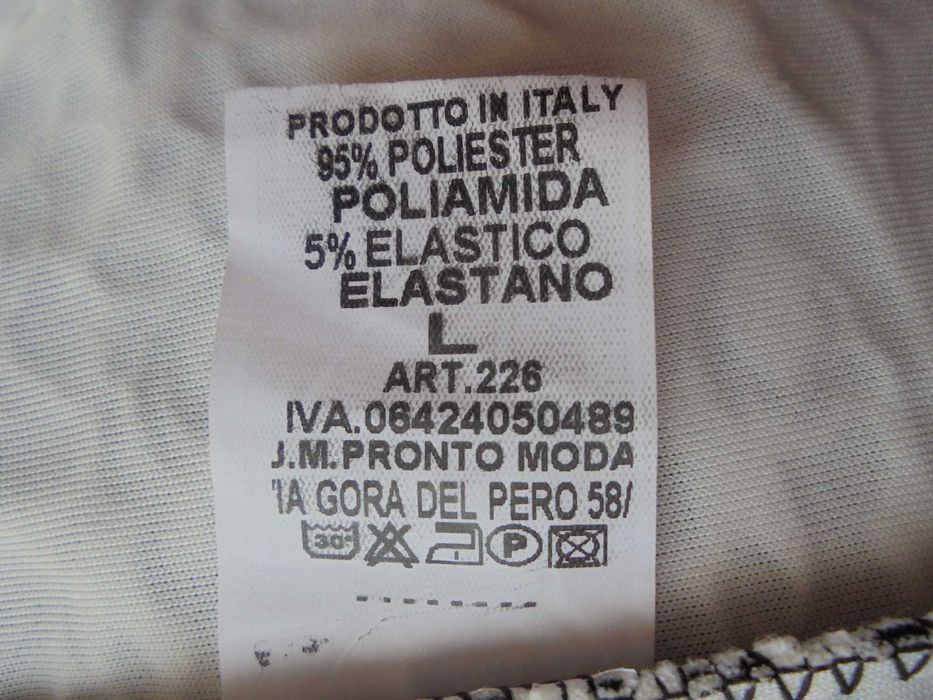 PRODOTTO IN ITALY
95% POLIESTER
POLIAMIDA
5% ELASTICO
ELASTANO
L
ART.226
IVA.06424050489
J.M.PRONTO MODA
IA GORA DEL PERO 58/
30° P